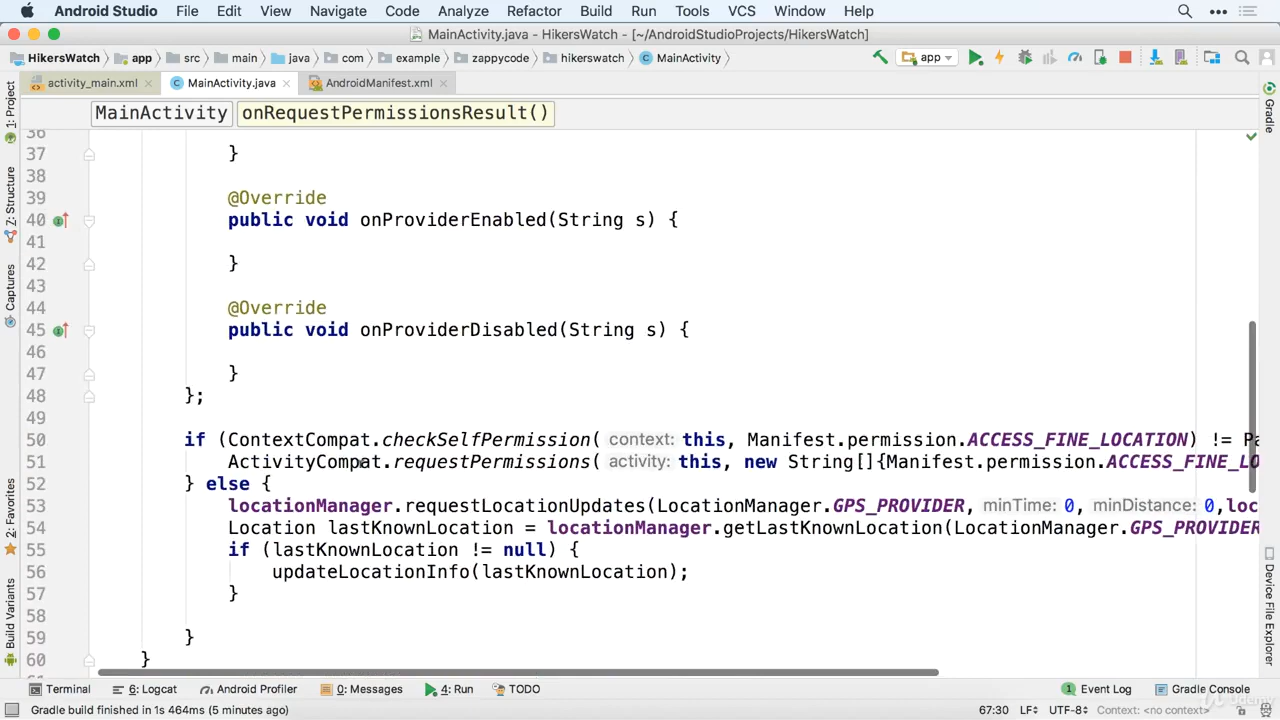 Android Studio File Edit View Navigate Code Analyze Refactor Build Run Tools VCS Window Help
MainActivity.java - HikersWatch - [~/AndroidStudioProjects/HikersWatch]
HikersWatch app src main java com example zappycode hikerswatch MainActivity app
activity_main.xml MainActivity.java AndroidManifest.xml
MainActivity onRequestPermissionsResult()
36
37 }
38
39 @Override
40 public void onProviderEnabled(String s) {
41
42 }
43
44 @Override
45 public void onProviderDisabled(String s) {
46
47 }
48 };
49
50 if (ContextCompat.checkSelfPermission( context: this, Manifest.permission.ACCESS_FINE_LOCATION) != Pa
51 ActivityCompat.requestPermissions( activity: this, new String[]{Manifest.permission.ACCESS_FINE_LO
52 } else {
53 locationManager.requestLocationUpdates(LocationManager.GPS_PROVIDER, minTime: 0, minDistance: 0,loc
54 Location lastKnownLocation = locationManager.getLastKnownLocation(LocationManager.GPS_PROVIDER
55 if (lastKnownLocation != null) {
56 updateLocationInfo(lastKnownLocation);
57 }
58
59 }
60 }
1: Project
Z: Structure
Captures
2: Favorites
Build Variants
Gradle
Device File Explorer
Terminal 6: Logcat Android Profiler 0: Messages 4: Run TODO 1 Event Log Gradle Console
Gradle build finished in 1s 464ms (5 minutes ago) 67:30 LF UTF-8 Context: <no context>
Udemy